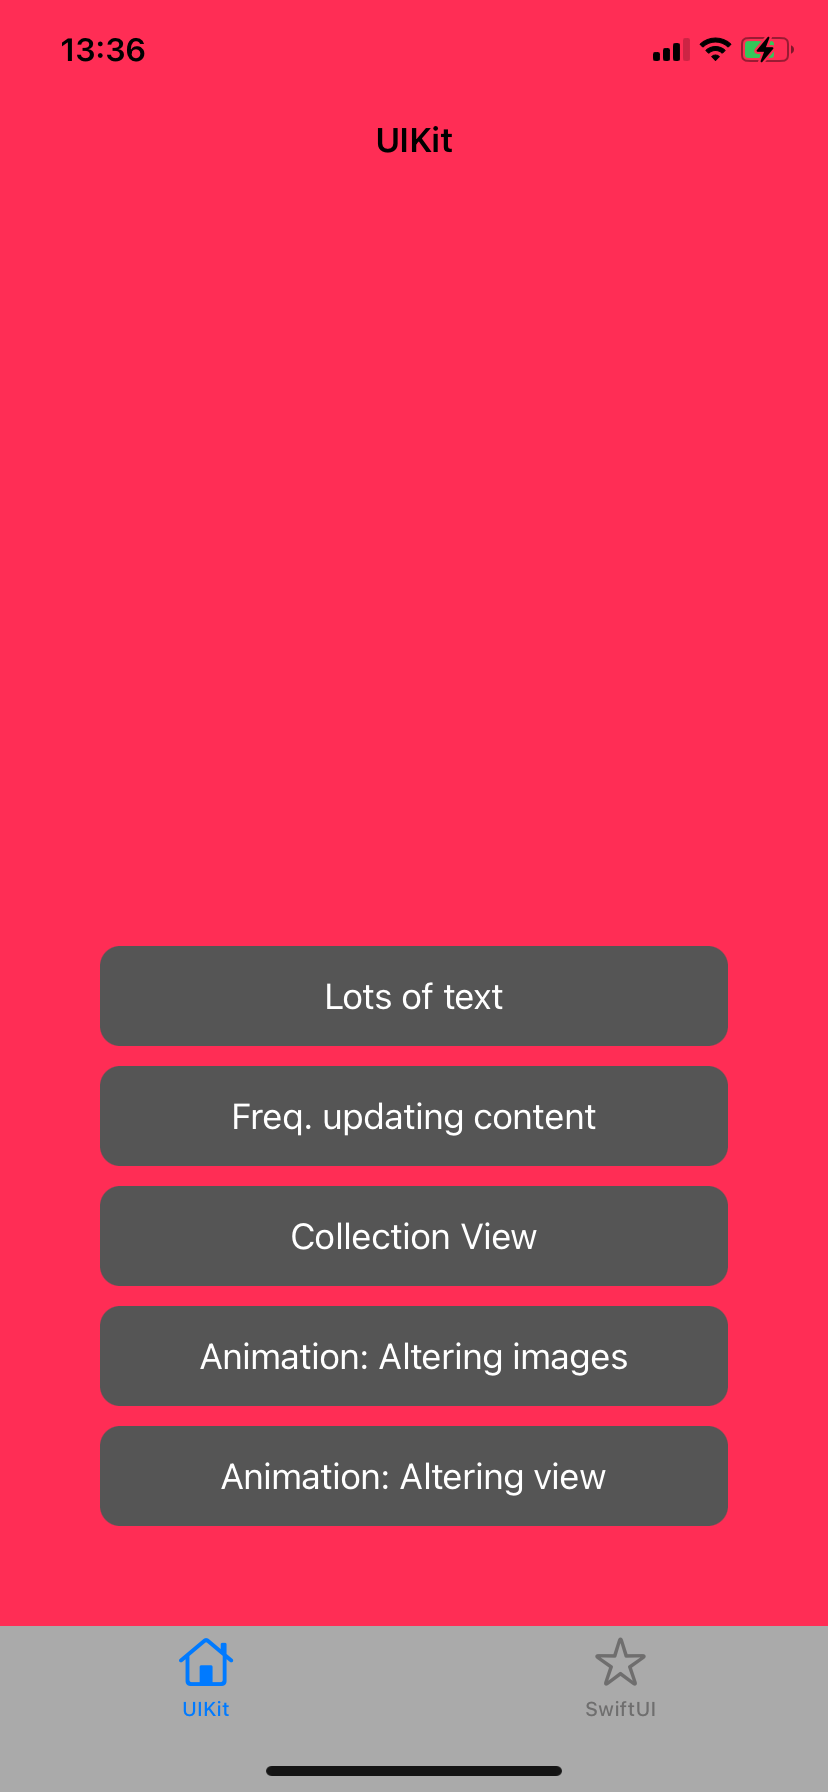 13:36
UIKit
Lots of text
Freq. updating content
Collection View
Animation: Altering images
Animation: Altering view
UIKit
SwiftUI